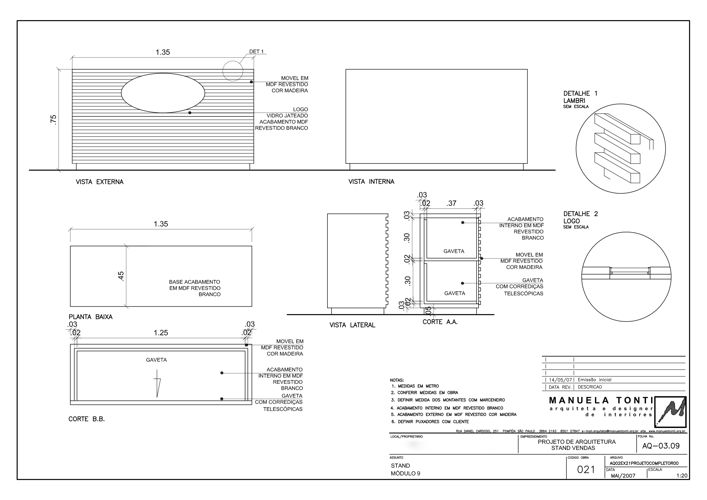 1.35
DET 1
MOVEL EM
MDF REVESTIDO
COR MADEIRA
LOGO
VIDRO JATEADO
ACABAMENTO MDF
REVESTIDO BRANCO
.75
VISTA EXTERNA
VISTA INTERNA
DETALHE 1
LAMBRI
SEM ESCALA
1.35
.45
BASE ACABAMENTO
EM MDF REVESTIDO
BRANCO
PLANTA BAIXA
VISTA LATERAL
.03
.02
.37
.03
.03
.30
.02
.30
.02
.03
.05
GAVETA
GAVETA
ACABAMENTO
INTERNO EM MDF
REVESTIDO
BRANCO
MOVEL EM
MDF REVESTIDO
COR MADEIRA
GAVETA
COM CORREDIÇAS
TELESCÓPICAS
CORTE A.A.
DETALHE 2
LOGO
SEM ESCALA
.03
.02
1.25
.03
.02
GAVETA
MOVEL EM
MDF REVESTIDO
COR MADEIRA
ACABAMENTO
INTERNO EM MDF
REVESTIDO
BRANCO
GAVETA
COM CORREDIÇAS
TELESCÓPICAS
CORTE B.B.
NOTAS:
1. MEDIDAS EM METRO
2. CONFERIR MEDIDAS EM OBRA
3. DEFINIR MEDIDA DOS MONTANTES COM MARCENEIRO
4. ACABAMENTO INTERNO EM MDF REVESTIDO BRANCO
5. ACABAMENTO EXTERNO EM MDF REVESTIDO COR MADEIRA
6. DEFINIR PUXADORES COM CLIENTE
14/05/07 Emissão Inicial
DATA REV. DESCRICAO
MANUELA TONTI
arquiteta e designer
de interiores
LOCAL/PROPRIETARIO
EMPREENDIMENTO
PROJETO DE ARQUITETURA
STAND VENDAS
FOLHA No.
AQ-03.09
ASSUNTO
STAND
MÓDULO 9
CODIGO OBRA
021
ARQUIVO
AQ02EX21PROJETOCOMPLETOR00
DATA
MAI/2007
ESCALA
1:20